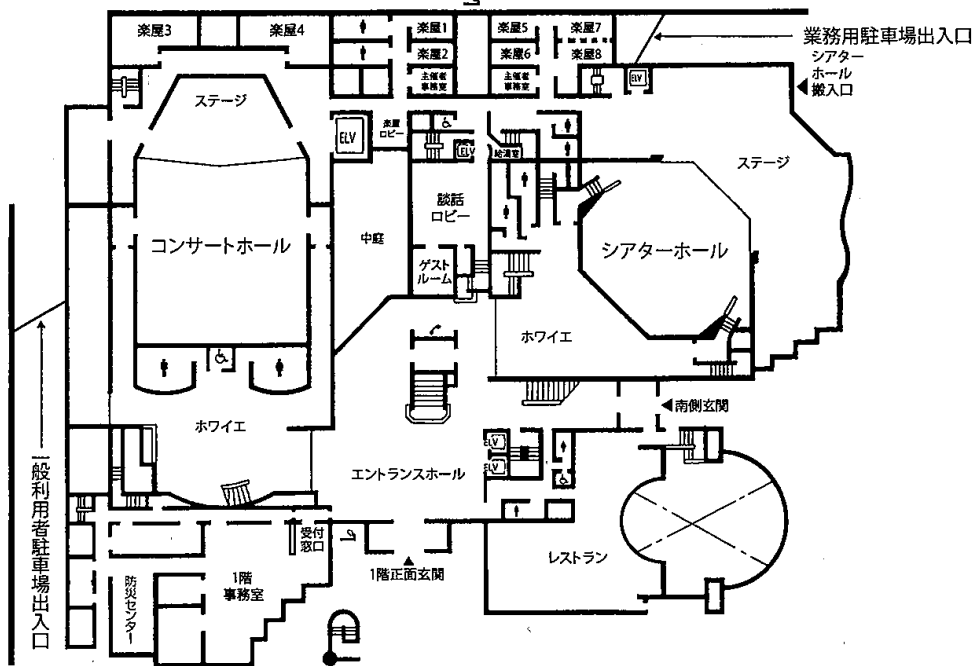 楽屋3
楽屋4
楽屋1
楽屋5
楽屋7
楽屋2
楽屋6
楽屋8
主催者
事務室
主催者
事務室
業務用駐車場出入口
シアター
ホール
搬入口
ELV
ステージ
ELV
楽屋
ロビー
ELV
給湯室
ステージ
談話
ロビー
コンサートホール
中庭
シアターホール
ゲスト
ルーム
ホワイエ
南側玄関
ホワイエ
エントランスホール
ELV
ELV
一般利用者駐車場出入口
受付
窓口
1階正面玄関
レストラン
防災センター
1階
事務室